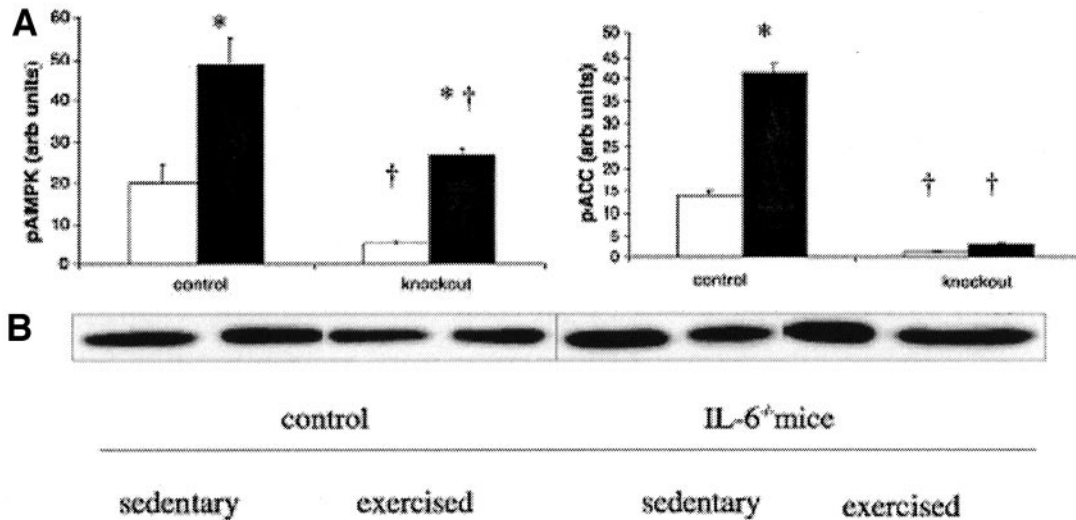 A
pAMPK (arb units)
60
50
40
30
20
10
0
*
†
* †
control
knockout
pACC (arb units)
50
45
40
35
30
25
20
15
10
5
0
*
†
†
control
knockout
B
control
IL-6-/-mice
sedentary
exercised
sedentary
exercised